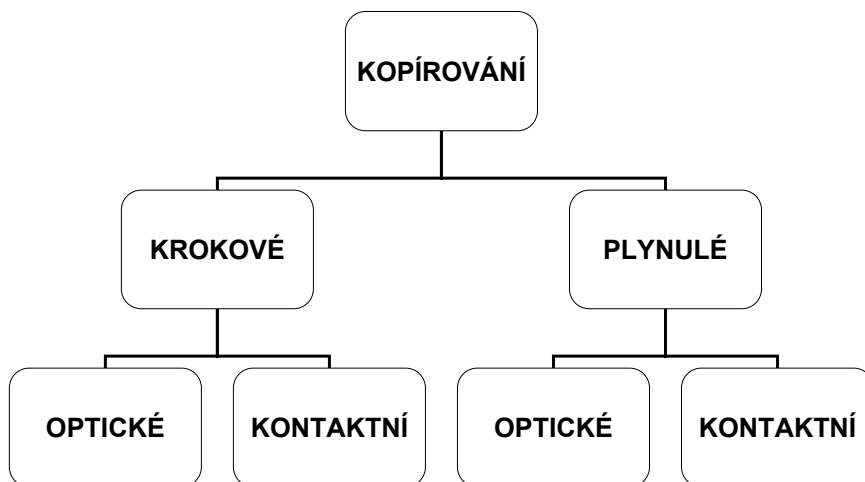 KOPÍROVÁNÍ
KROKOVÉ
PLYNULÉ
OPTICKÉ
KONTAKTNÍ
OPTICKÉ
KONTAKTNÍ